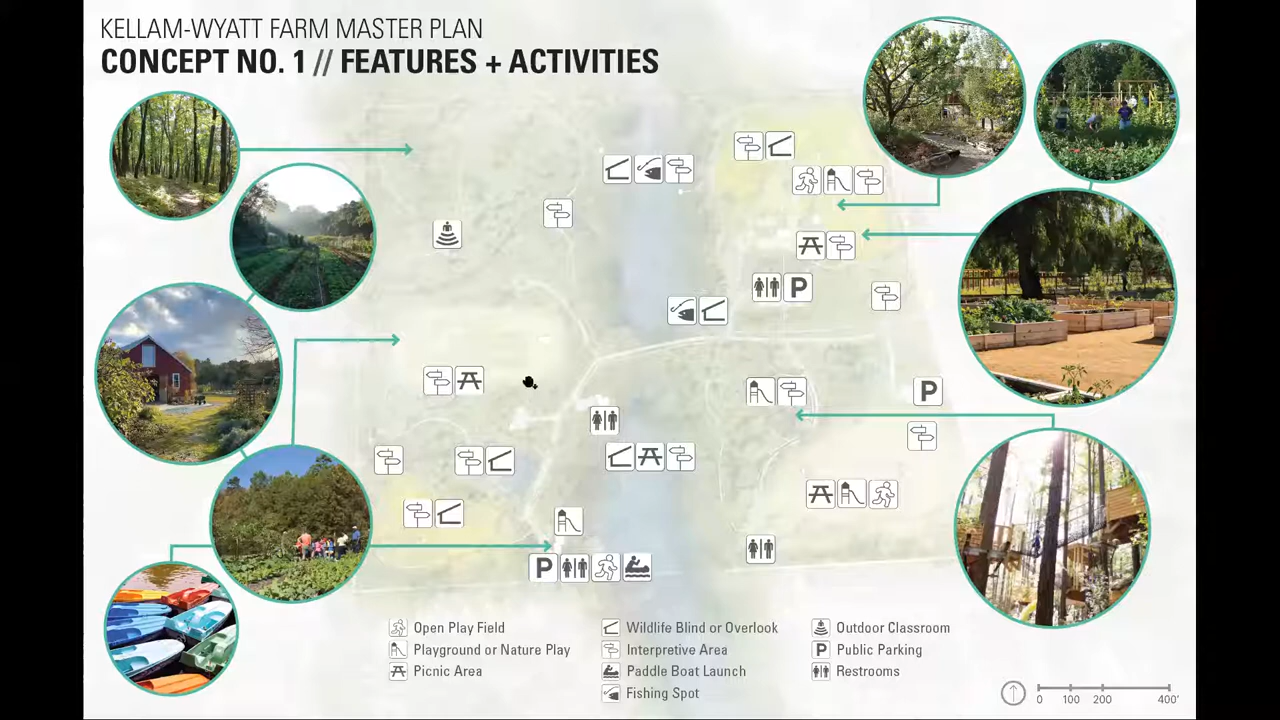 KELLAM-WYATT FARM MASTER PLAN
CONCEPT NO. 1 // FEATURES + ACTIVITIES
P
P
P
Open Play Field
Playground or Nature Play
Picnic Area
Wildlife Blind or Overlook
Interpretive Area
Paddle Boat Launch
Fishing Spot
Outdoor Classroom
P Public Parking
Restrooms
0 100 200 400'